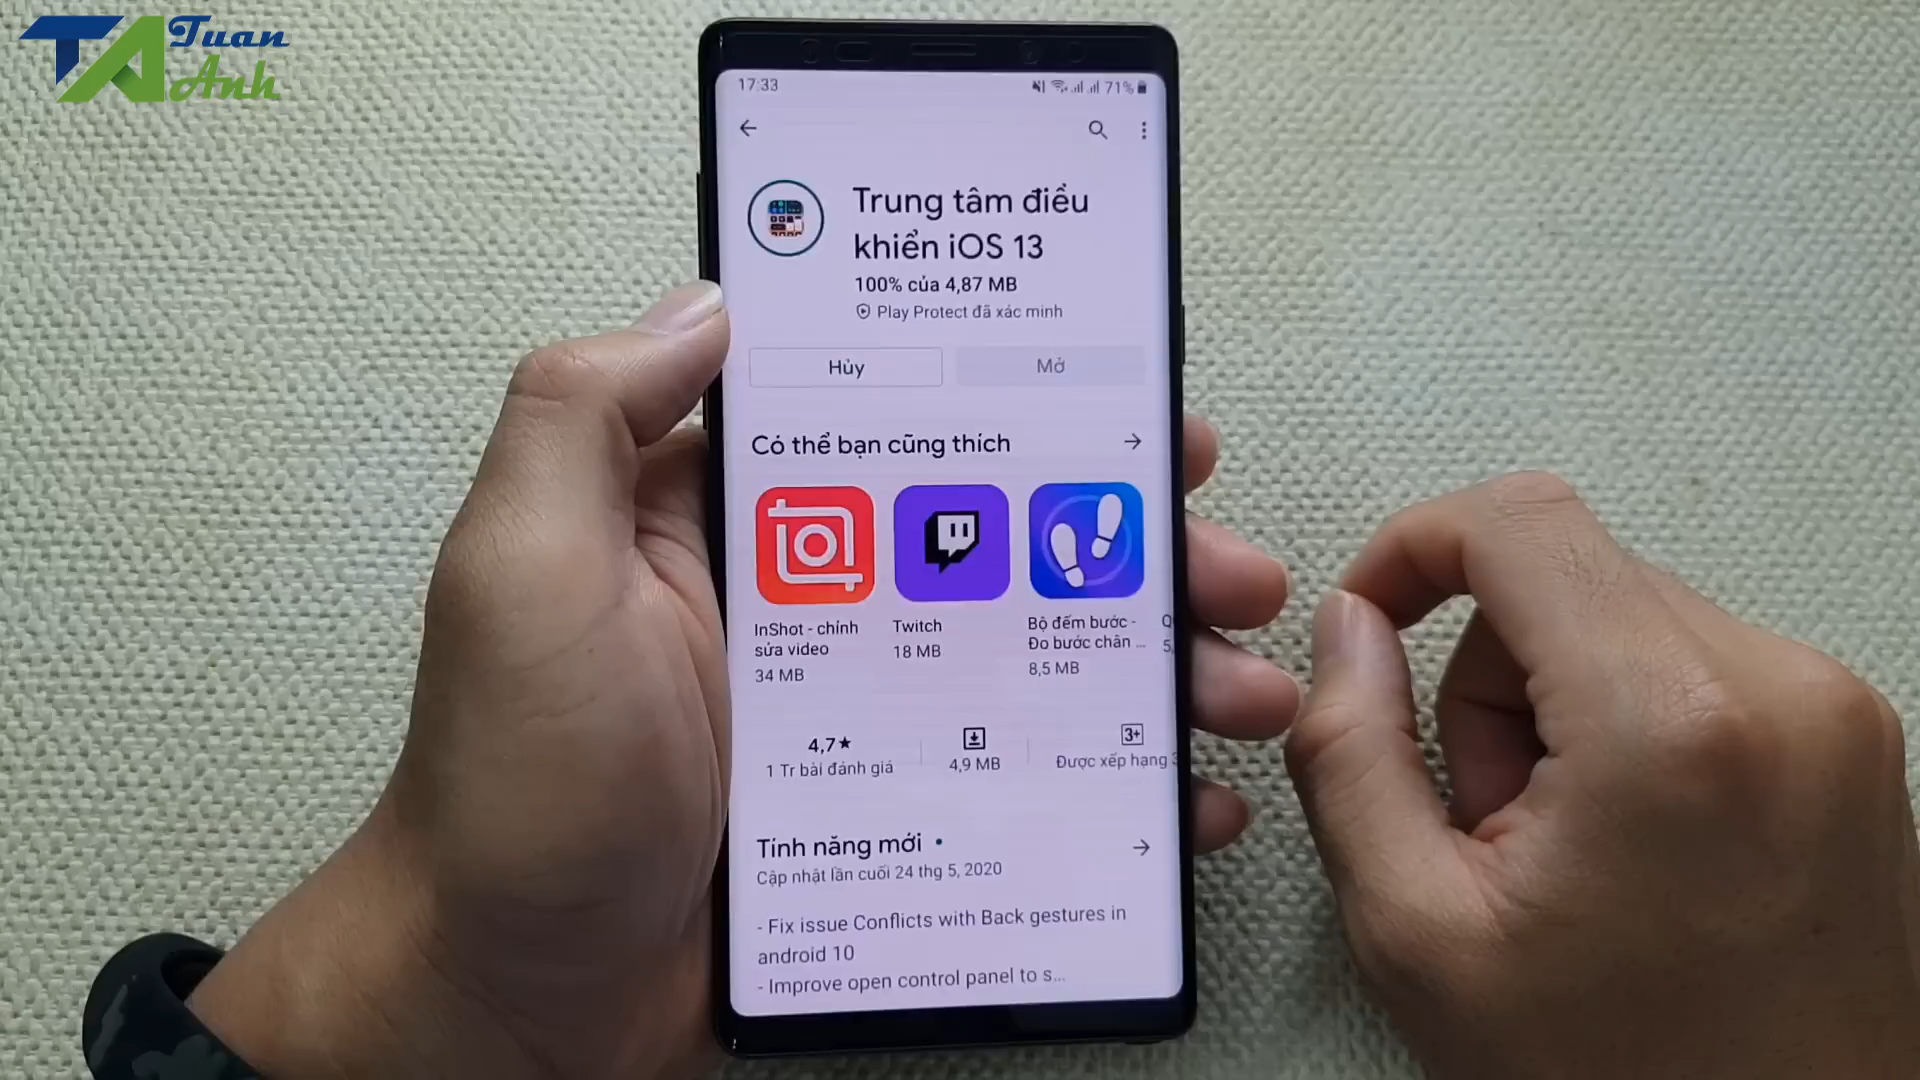 TA Tuan
Anh
17:33
71%
Trung tâm điều
khiển iOS 13
100% của 4,87 MB
Play Protect đã xác minh
Hủy
Mở
Có thể bạn cũng thích
InShot - chỉnh
sửa video
34 MB
Twitch
18 MB
Bộ đếm bước -
Đo bước chân ...
8,5 MB
Q
5,
4,7★
1 Tr bài đánh giá
4,9 MB
3+
Được xếp hạng 3
Tính năng mới •
Cập nhật lần cuối 24 thg 5, 2020
- Fix issue Conflicts with Back gestures in
android 10
- Improve open control panel to s...